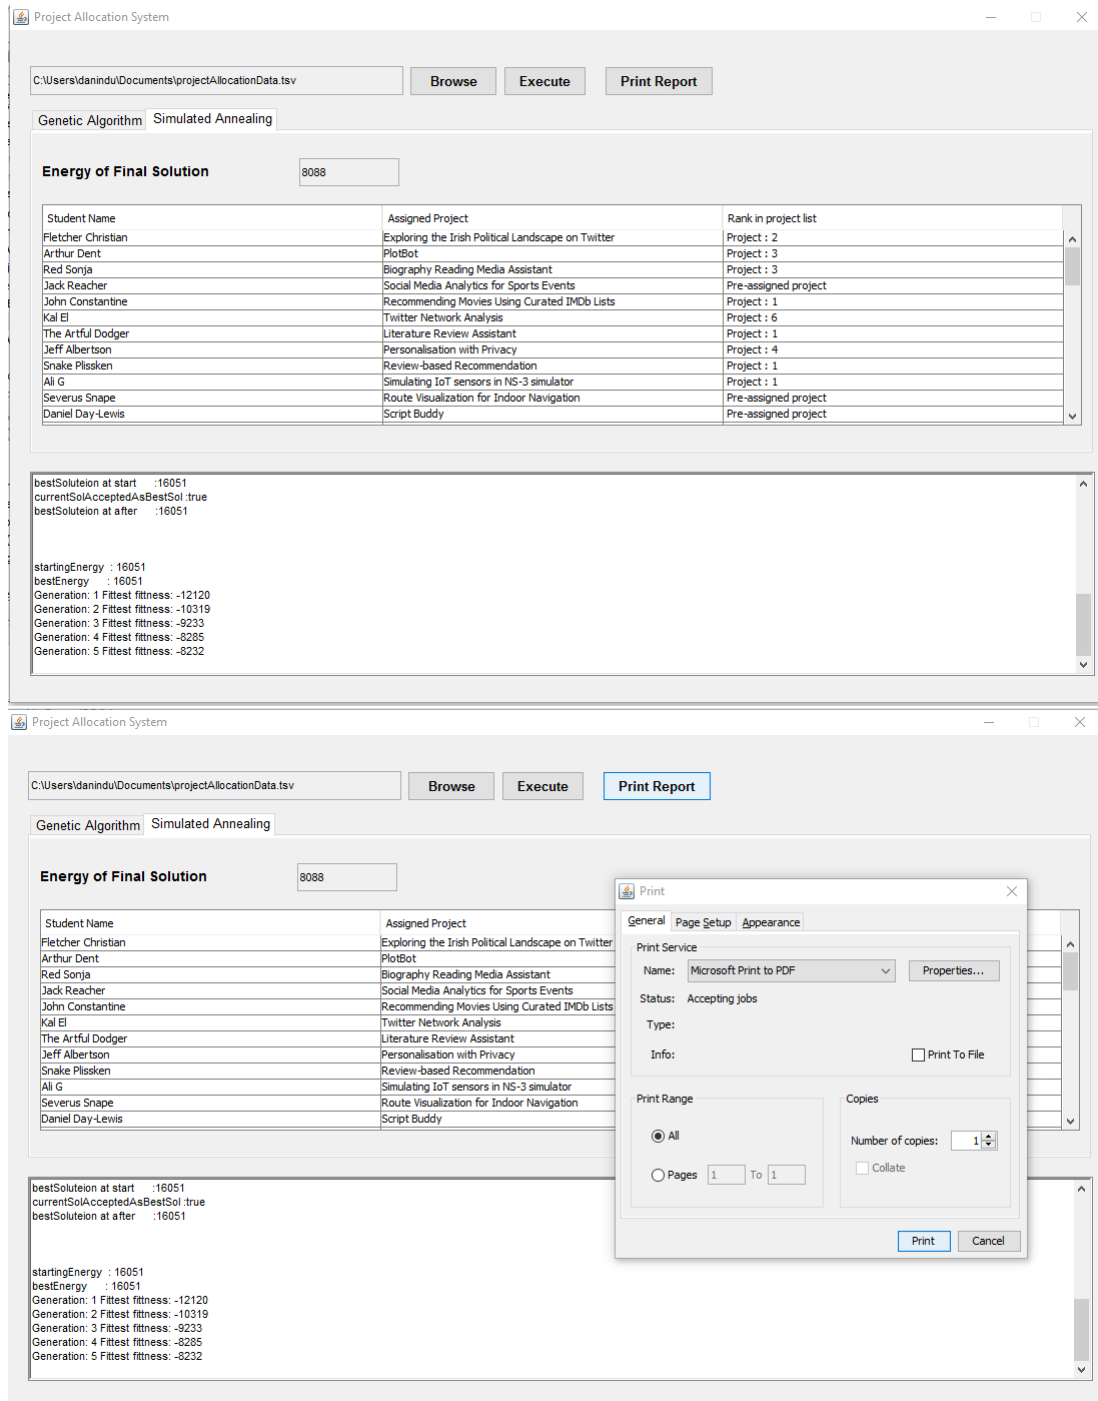 Project Allocation System
C:\Users\danindu\Documents\projectAllocationData.tsv Browse Execute Print Report
Genetic Algorithm Simulated Annealing
Energy of Final Solution 8088
Student Name Assigned Project Rank in project list
Fletcher Christian Exploring the Irish Political Landscape on Twitter Project : 2
Arthur Dent PlotBot Project : 3
Red Sonja Biography Reading Media Assistant Project : 3
Jack Reacher Social Media Analytics for Sports Events Pre-assigned project
John Constantine Recommending Movies Using Curated IMDb Lists Project : 1
Kal El Twitter Network Analysis Project : 6
The Artful Dodger Literature Review Assistant Project : 1
Jeff Albertson Personalisation with Privacy Project : 4
Snake Plissken Review-based Recommendation Project : 1
Ali G Simulating IoT sensors in NS-3 simulator Project : 1
Severus Snape Route Visualization for Indoor Navigation Pre-assigned project
Daniel Day-Lewis Script Buddy Pre-assigned project
bestSoluteion at start :16051
currentSolAcceptedAsBestSol :true
bestSoluteion at after :16051
startingEnergy : 16051
bestEnergy : 16051
Generation: 1 Fittest fittness: -12120
Generation: 2 Fittest fittness: -10319
Generation: 3 Fittest fittness: -9233
Generation: 4 Fittest fittness: -8285
Generation: 5 Fittest fittness: -8232
Project Allocation System
C:\Users\danindu\Documents\projectAllocationData.tsv Browse Execute Print Report
Genetic Algorithm Simulated Annealing
Energy of Final Solution 8088
Student Name Assigned Project
Fletcher Christian Exploring the Irish Political Landscape on Twitter
Arthur Dent PlotBot
Red Sonja Biography Reading Media Assistant
Jack Reacher Social Media Analytics for Sports Events
John Constantine Recommending Movies Using Curated IMDb Lists
Kal El Twitter Network Analysis
The Artful Dodger Literature Review Assistant
Jeff Albertson Personalisation with Privacy
Snake Plissken Review-based Recommendation
Ali G Simulating IoT sensors in NS-3 simulator
Severus Snape Route Visualization for Indoor Navigation
Daniel Day-Lewis Script Buddy
Print
General Page Setup Appearance
Print Service
Name: Microsoft Print to PDF Properties...
Status: Accepting jobs
Type:
Info: Print To File
Print Range Copies
All Number of copies: 1
Pages 1 To 1 Collate
Print Cancel
bestSoluteion at start :16051
currentSolAcceptedAsBestSol :true
bestSoluteion at after :16051
startingEnergy : 16051
bestEnergy : 16051
Generation: 1 Fittest fittness: -12120
Generation: 2 Fittest fittness: -10319
Generation: 3 Fittest fittness: -9233
Generation: 4 Fittest fittness: -8285
Generation: 5 Fittest fittness: -8232